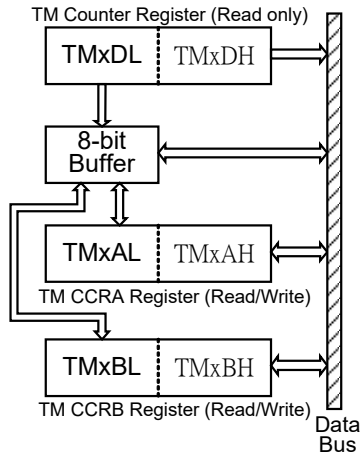 TM Counter Register (Read only)
TMxDL TMxDH
8-bit
Buffer
TMxAL TMxAH
TM CCRA Register (Read/Write)
TMxBL TMxBH
TM CCRB Register (Read/Write)
Data
Bus